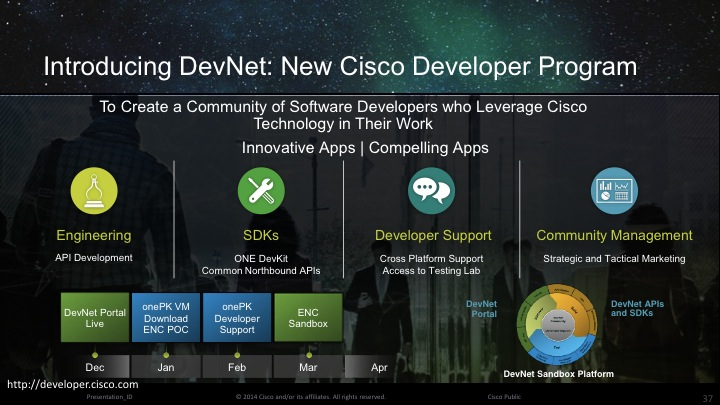 Introducing DevNet: New Cisco Developer Program
To Create a Community of Software Developers who Leverage Cisco
Technology in Their Work
Innovative Apps | Compelling Apps
Engineering
API Development
SDKs
ONE DevKit
Common Northbound APIs
Developer Support
Cross Platform Support
Access to Testing Lab
Community Management
Strategic and Tactical Marketing
DevNet Portal
Live
onePK VM
Download
ENC POC
onePK
Developer
Support
ENC
Sandbox
Dec
Jan
Feb
Mar
Apr
DevNet
Portal
DevNet APIs
and SDKs
DevNet Sandbox Platform
http://developer.cisco.com
Presentation_ID
© 2014 Cisco and/or its affiliates. All rights reserved.
Cisco Public
37